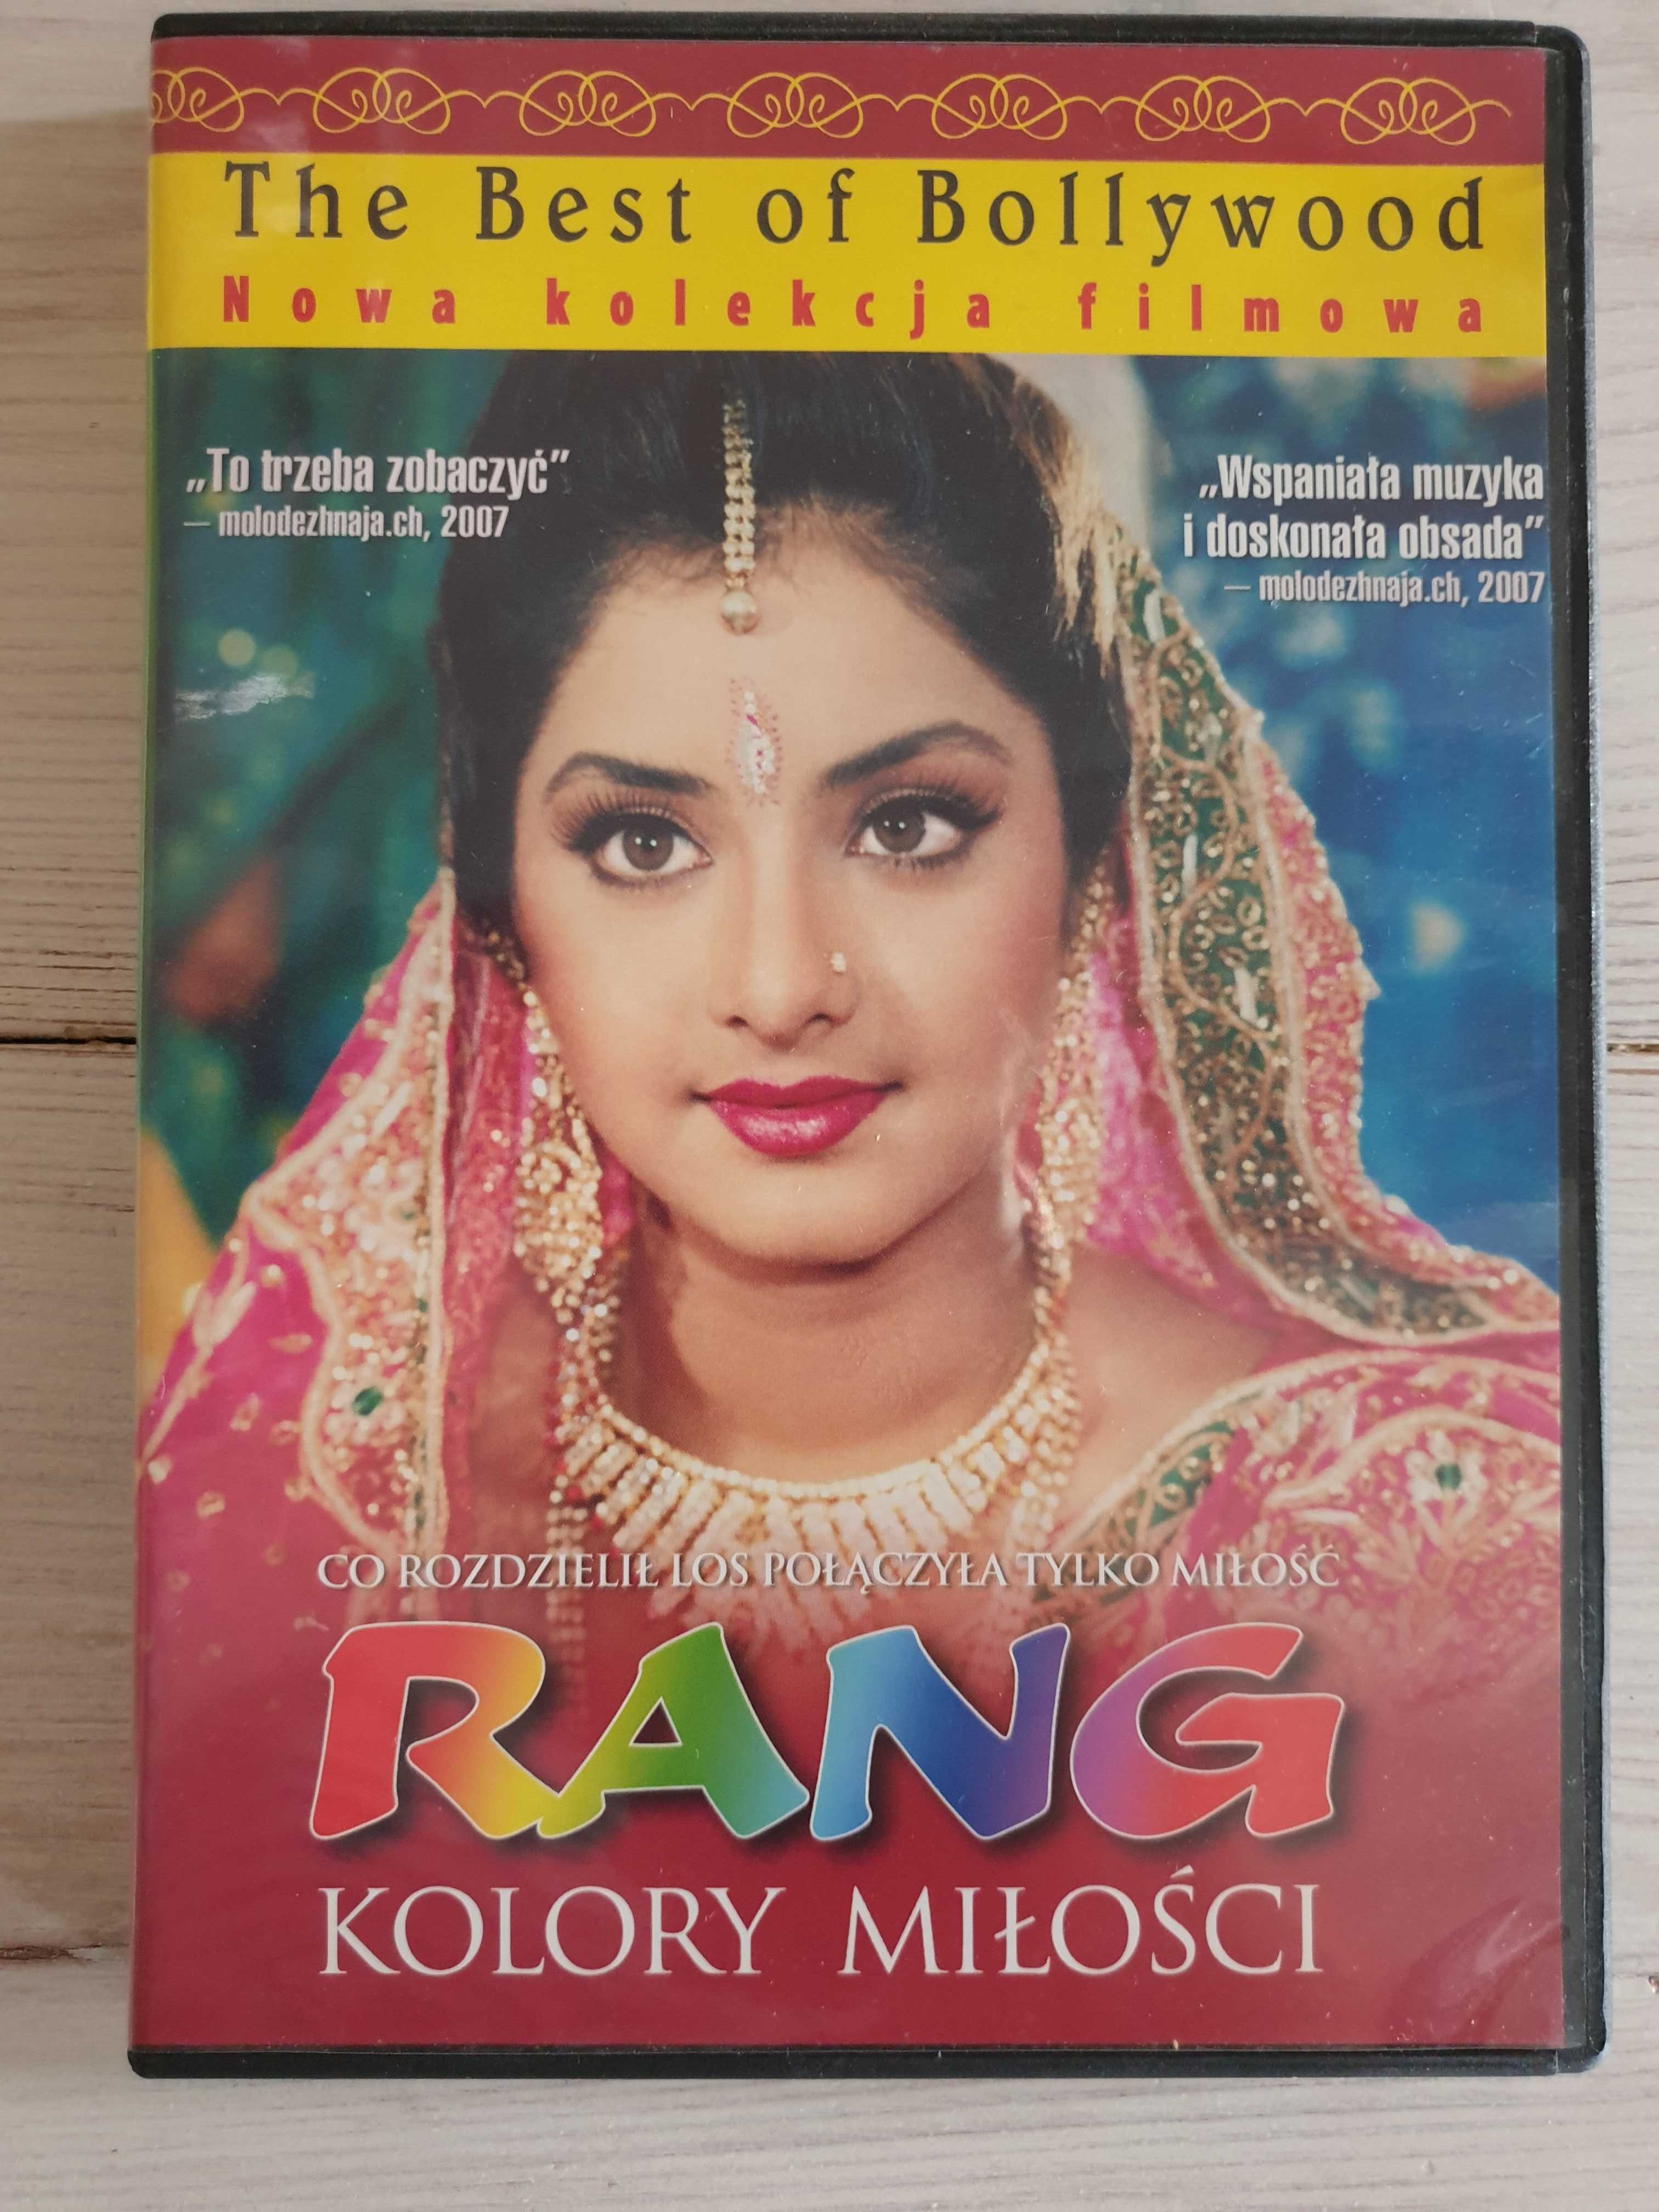 The Best of Bollywood
Nowa kolekcja filmowa
„To trzeba zobaczyć”
— molodezhnaja.ch, 2007
„Wspaniała muzyka
i doskonała obsada”
— molodezhnaja.ch, 2007
CO ROZDZIELIŁ LOS POŁĄCZYŁA TYLKO MIŁOŚĆ
RANG
KOLORY MIŁOŚCI